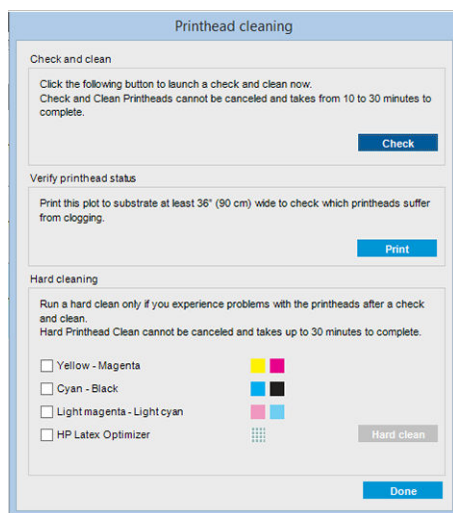 Printhead cleaning
Check and clean
Click the following button to launch a check and clean now.
Check and Clean Printheads cannot be canceled and takes from 10 to 30 minutes to
complete.
Check
Verify printhead status
Print this plot to substrate at least 36" (90 cm) wide to check which printheads suffer
from clogging.
Print
Hard cleaning
Run a hard clean only if you experience problems with the printheads after a check
and clean.
Hard Printhead Clean cannot be canceled and takes up to 30 minutes to complete.
Yellow - Magenta
Cyan - Black
Light magenta - Light cyan
HP Latex Optimizer
Hard clean
Done